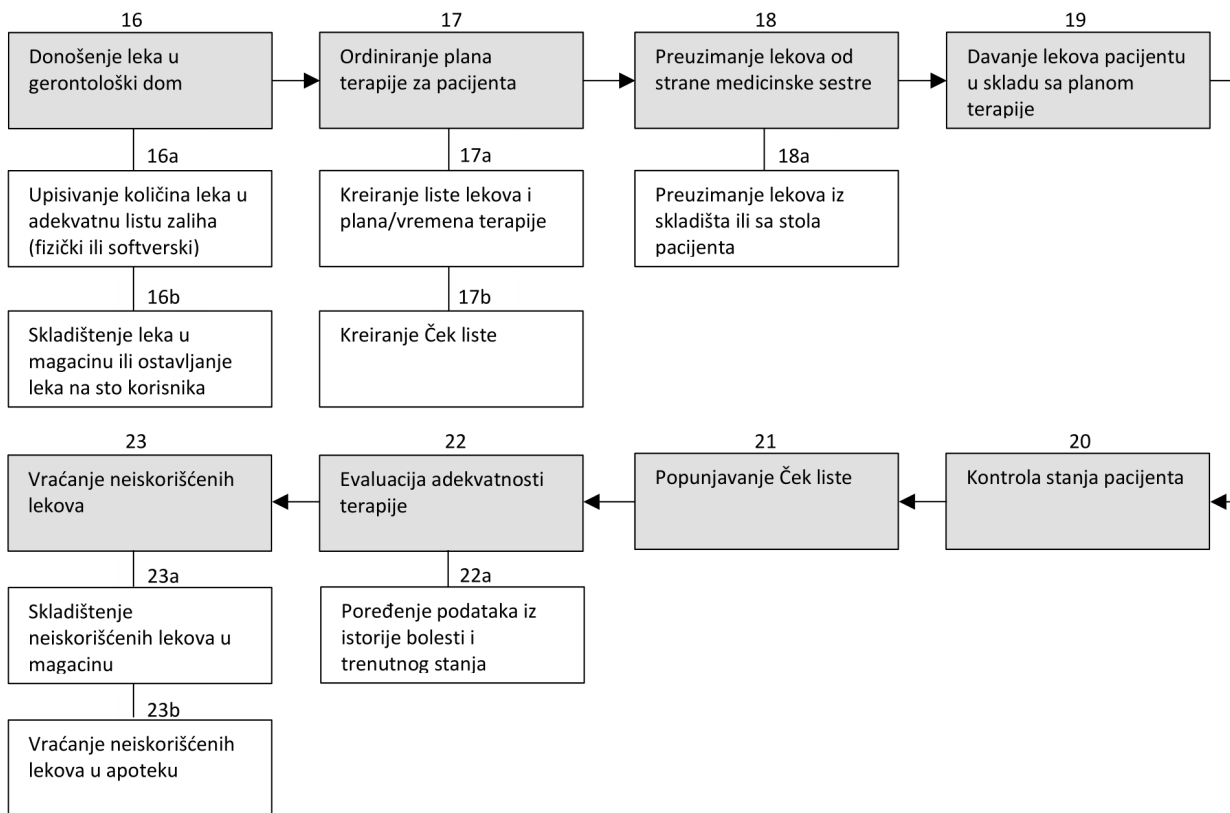 16
Donošenje leka u
gerontološki dom
17
Ordiniranje plana
terapije za pacijenta
18
Preuzimanje lekova od
strane medicinske sestre
19
Davanje lekova pacijentu
u skladu sa planom
terapije
16a
Upisivanje količina leka u
adekvatnu listu zaliha
(fizički ili softverski)
16b
Skladištenje leka u
magacinu ili ostavljanje
leka na sto korisnika
17a
Kreiranje liste lekova i
plana/vremena terapije
17b
Kreiranje Ček liste
18a
Preuzimanje lekova iz
skladišta ili sa stola
pacijenta
20
Kontrola stanja pacijenta
21
Popunjavanje Ček liste
22
Evaluacija adekvatnosti
terapije
23
Vraćanje neiskorišćenih
lekova
22a
Poređenje podataka iz
istorije bolesti i
trenutnog stanja
23a
Skladištenje
neiskorišćenih lekova u
magacinu
23b
Vraćanje neiskorišćenih
lekova u apoteku